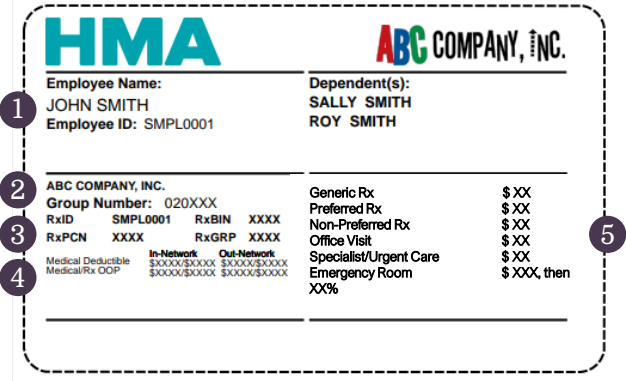 HMA
ABC COMPANY, INC.
Employee Name:
JOHN SMITH
Employee ID: SMPL0001
Dependent(s):
SALLY SMITH
ROY SMITH
1
2
3
4
ABC COMPANY, INC.
Group Number: 020XXX
RxID SMPL0001 RxBIN XXXX
RxPCN XXXX RxGRP XXXX
In-Network Out-Network
Medical Deductible $XXXX/$XXXX $XXXX/$XXXX
Medical/Rx OOP $XXXX/$XXXX $XXXX/$XXXX
Generic Rx $ XX
Preferred Rx $ XX
Non-Preferred Rx $ XX
Office Visit $ XX
Specialist/Urgent Care $ XX
Emergency Room $ XXX, then
XX%
5